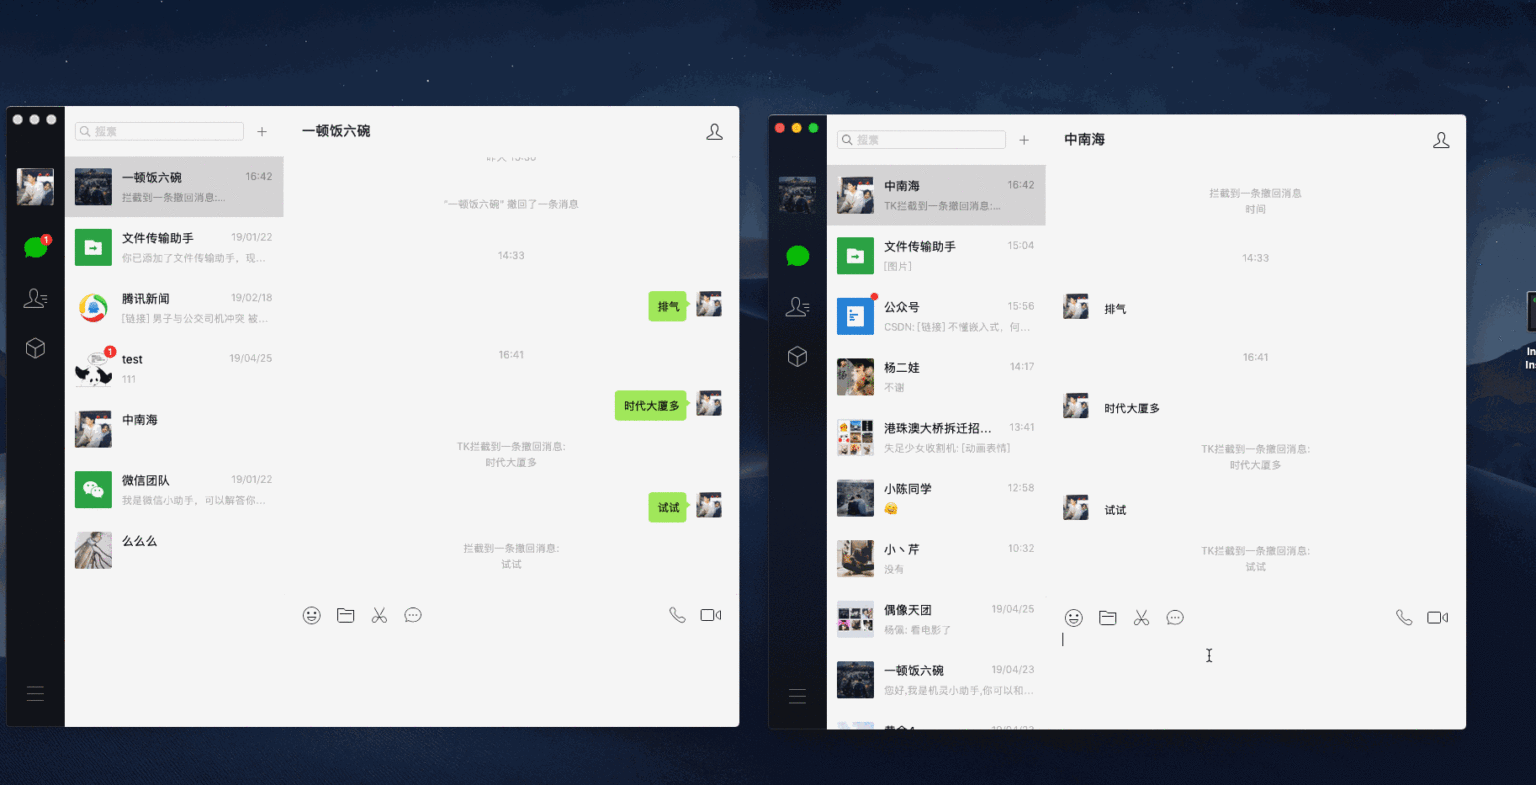 搜索
一顿饭六碗
一顿饭六碗
16:42
拦截到一条撤回消息:...
文件传输助手
19/01/22
你已添加了文件传输助手，现...
腾讯新闻
19/02/18
[链接] 男子与公交司机冲突 被...
test
19/04/25
111
中南海
微信团队
19/01/22
我是微信小助手，可以解答你...
么么么
1
1
"一顿饭六碗" 撤回了一条消息
14:33
排气
16:41
时代大厦多
TK拦截到一条撤回消息:
时代大厦多
试试
拦截到一条撤回消息:
试试
搜索
中南海
中南海
16:42
TK拦截到一条撤回消息:...
文件传输助手
15:04
[图片]
公众号
15:56
CSDN: [链接] 不懂嵌入式，何...
杨二娃
14:17
不谢
港珠澳大桥拆迁招...
13:41
失足少女收割机: [动画表情]
小陈同学
12:58
小丶芹
10:32
没有
偶像天团
19/04/25
杨佩: 看电影了
一顿饭六碗
19/04/23
您好,我是机灵小助手,你可以和...
拦截到一条撤回消息
时间
14:33
排气
16:41
时代大厦多
TK拦截到一条撤回消息:
时代大厦多
试试
TK拦截到一条撤回消息:
试试